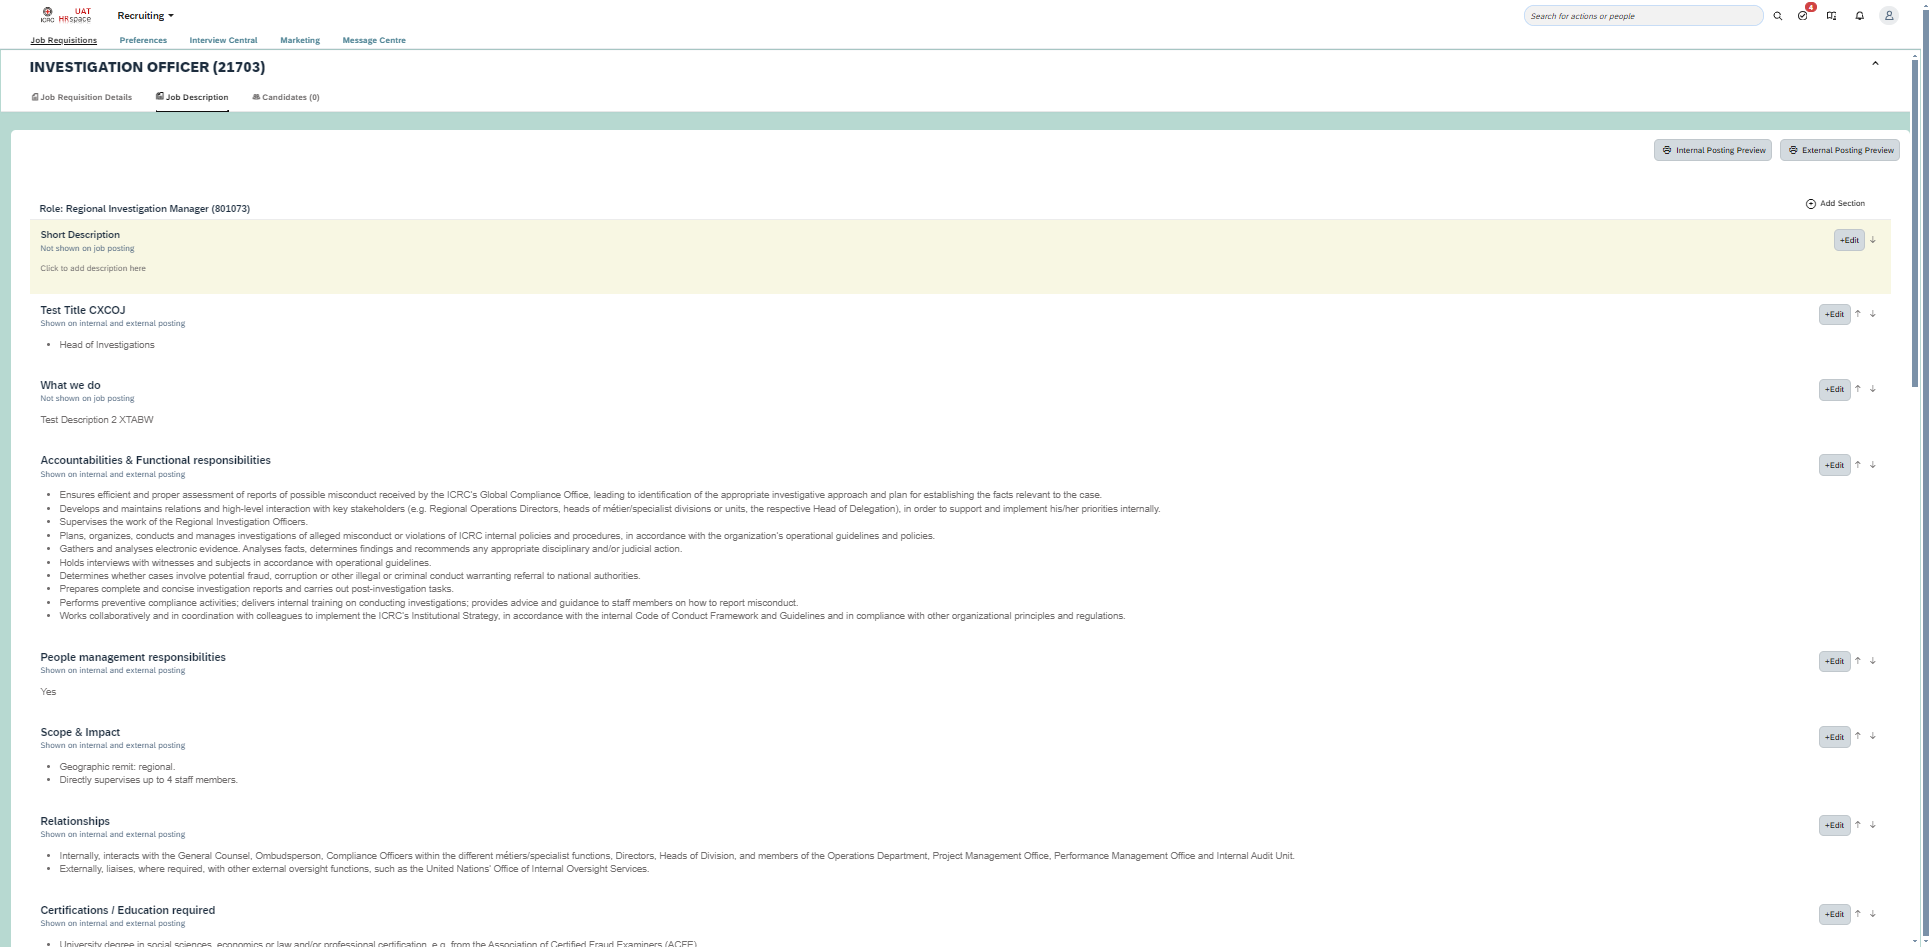 ICRC UAT
HRspace
Recruiting
Search for actions or people
4
Job Requisitions Preferences Interview Central Marketing Message Centre
INVESTIGATION OFFICER (21703)
Job Requisition Details Job Description Candidates (0)
Internal Posting Preview External Posting Preview
Role: Regional Investigation Manager (801073)
Add Section
Short Description
+Edit
Not shown on job posting
Click to add description here
Test Title CXCOJ
+Edit
Shown on internal and external posting
• Head of Investigations
What we do
+Edit
Not shown on job posting
Test Description 2 XTABW
Accountabilities & Functional responsibilities
+Edit
Shown on internal and external posting
• Ensures efficient and proper assessment of reports of possible misconduct received by the ICRC's Global Compliance Office, leading to identification of the appropriate investigative approach and plan for establishing the facts relevant to the case.
• Develops and maintains relations and high-level interaction with key stakeholders (e.g. Regional Operations Directors, heads of métier/specialist divisions or units, the respective Head of Delegation), in order to support and implement his/her priorities internally.
• Supervises the work of the Regional Investigation Officers.
• Plans, organizes, conducts and manages investigations of alleged misconduct or violations of ICRC internal policies and procedures, in accordance with the organization's operational guidelines and policies.
• Gathers and analyses electronic evidence. Analyses facts, determines findings and recommends any appropriate disciplinary and/or judicial action.
• Holds interviews with witnesses and subjects in accordance with operational guidelines.
• Determines whether cases involve potential fraud, corruption or other illegal or criminal conduct warranting referral to national authorities.
• Prepares complete and concise investigation reports and carries out post-investigation tasks.
• Performs preventive compliance activities; delivers internal training on conducting investigations; provides advice and guidance to staff members on how to report misconduct.
• Works collaboratively and in coordination with colleagues to implement the ICRC's Institutional Strategy, in accordance with the internal Code of Conduct Framework and Guidelines and in compliance with other organizational principles and regulations.
People management responsibilities
+Edit
Shown on internal and external posting
Yes
Scope & Impact
+Edit
Shown on internal and external posting
• Geographic remit: regional.
• Directly supervises up to 4 staff members.
Relationships
+Edit
Shown on internal and external posting
• Internally, interacts with the General Counsel, Ombudsperson, Compliance Officers within the different métiers/specialist functions, Directors, Heads of Division, and members of the Operations Department, Project Management Office, Performance Management Office and Internal Audit Unit.
• Externally, liaises, where required, with other external oversight functions, such as the United Nations' Office of Internal Oversight Services.
Certifications / Education required
+Edit
Shown on internal and external posting
• University degree in social sciences, economics or law and/or professional certification, e.g. from the Association of Certified Fraud Examiners (ACFE)